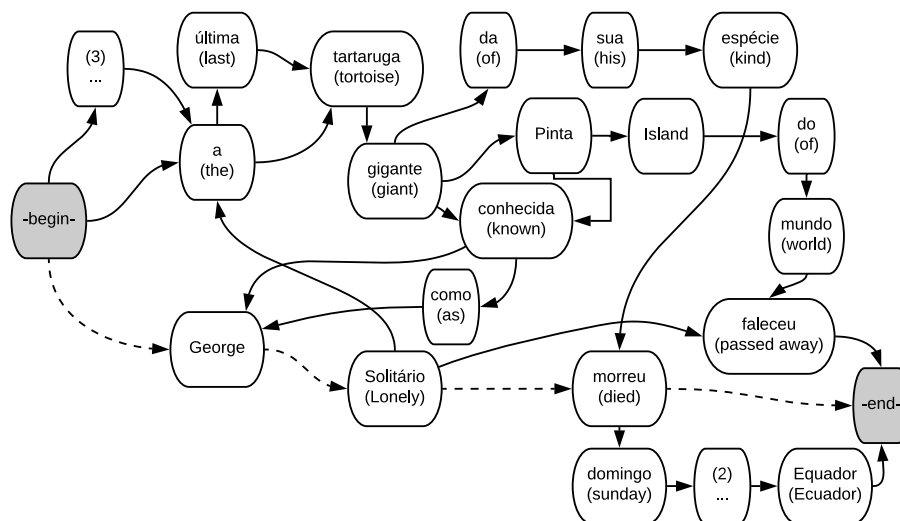 última
(last)
da
(of)
sua
(his)
espécie
(kind)
(3)
...
tartaruga
(tortoise)
a
(the)
Pinta
Island
do
(of)
gigante
(giant)
-begin-
conhecida
(known)
mundo
(world)
como
(as)
George
faleceu
(passed away)
Solitário
(Lonely)
morreu
(died)
-end-
domingo
(sunday)
(2)
...
Equador
(Ecuador)